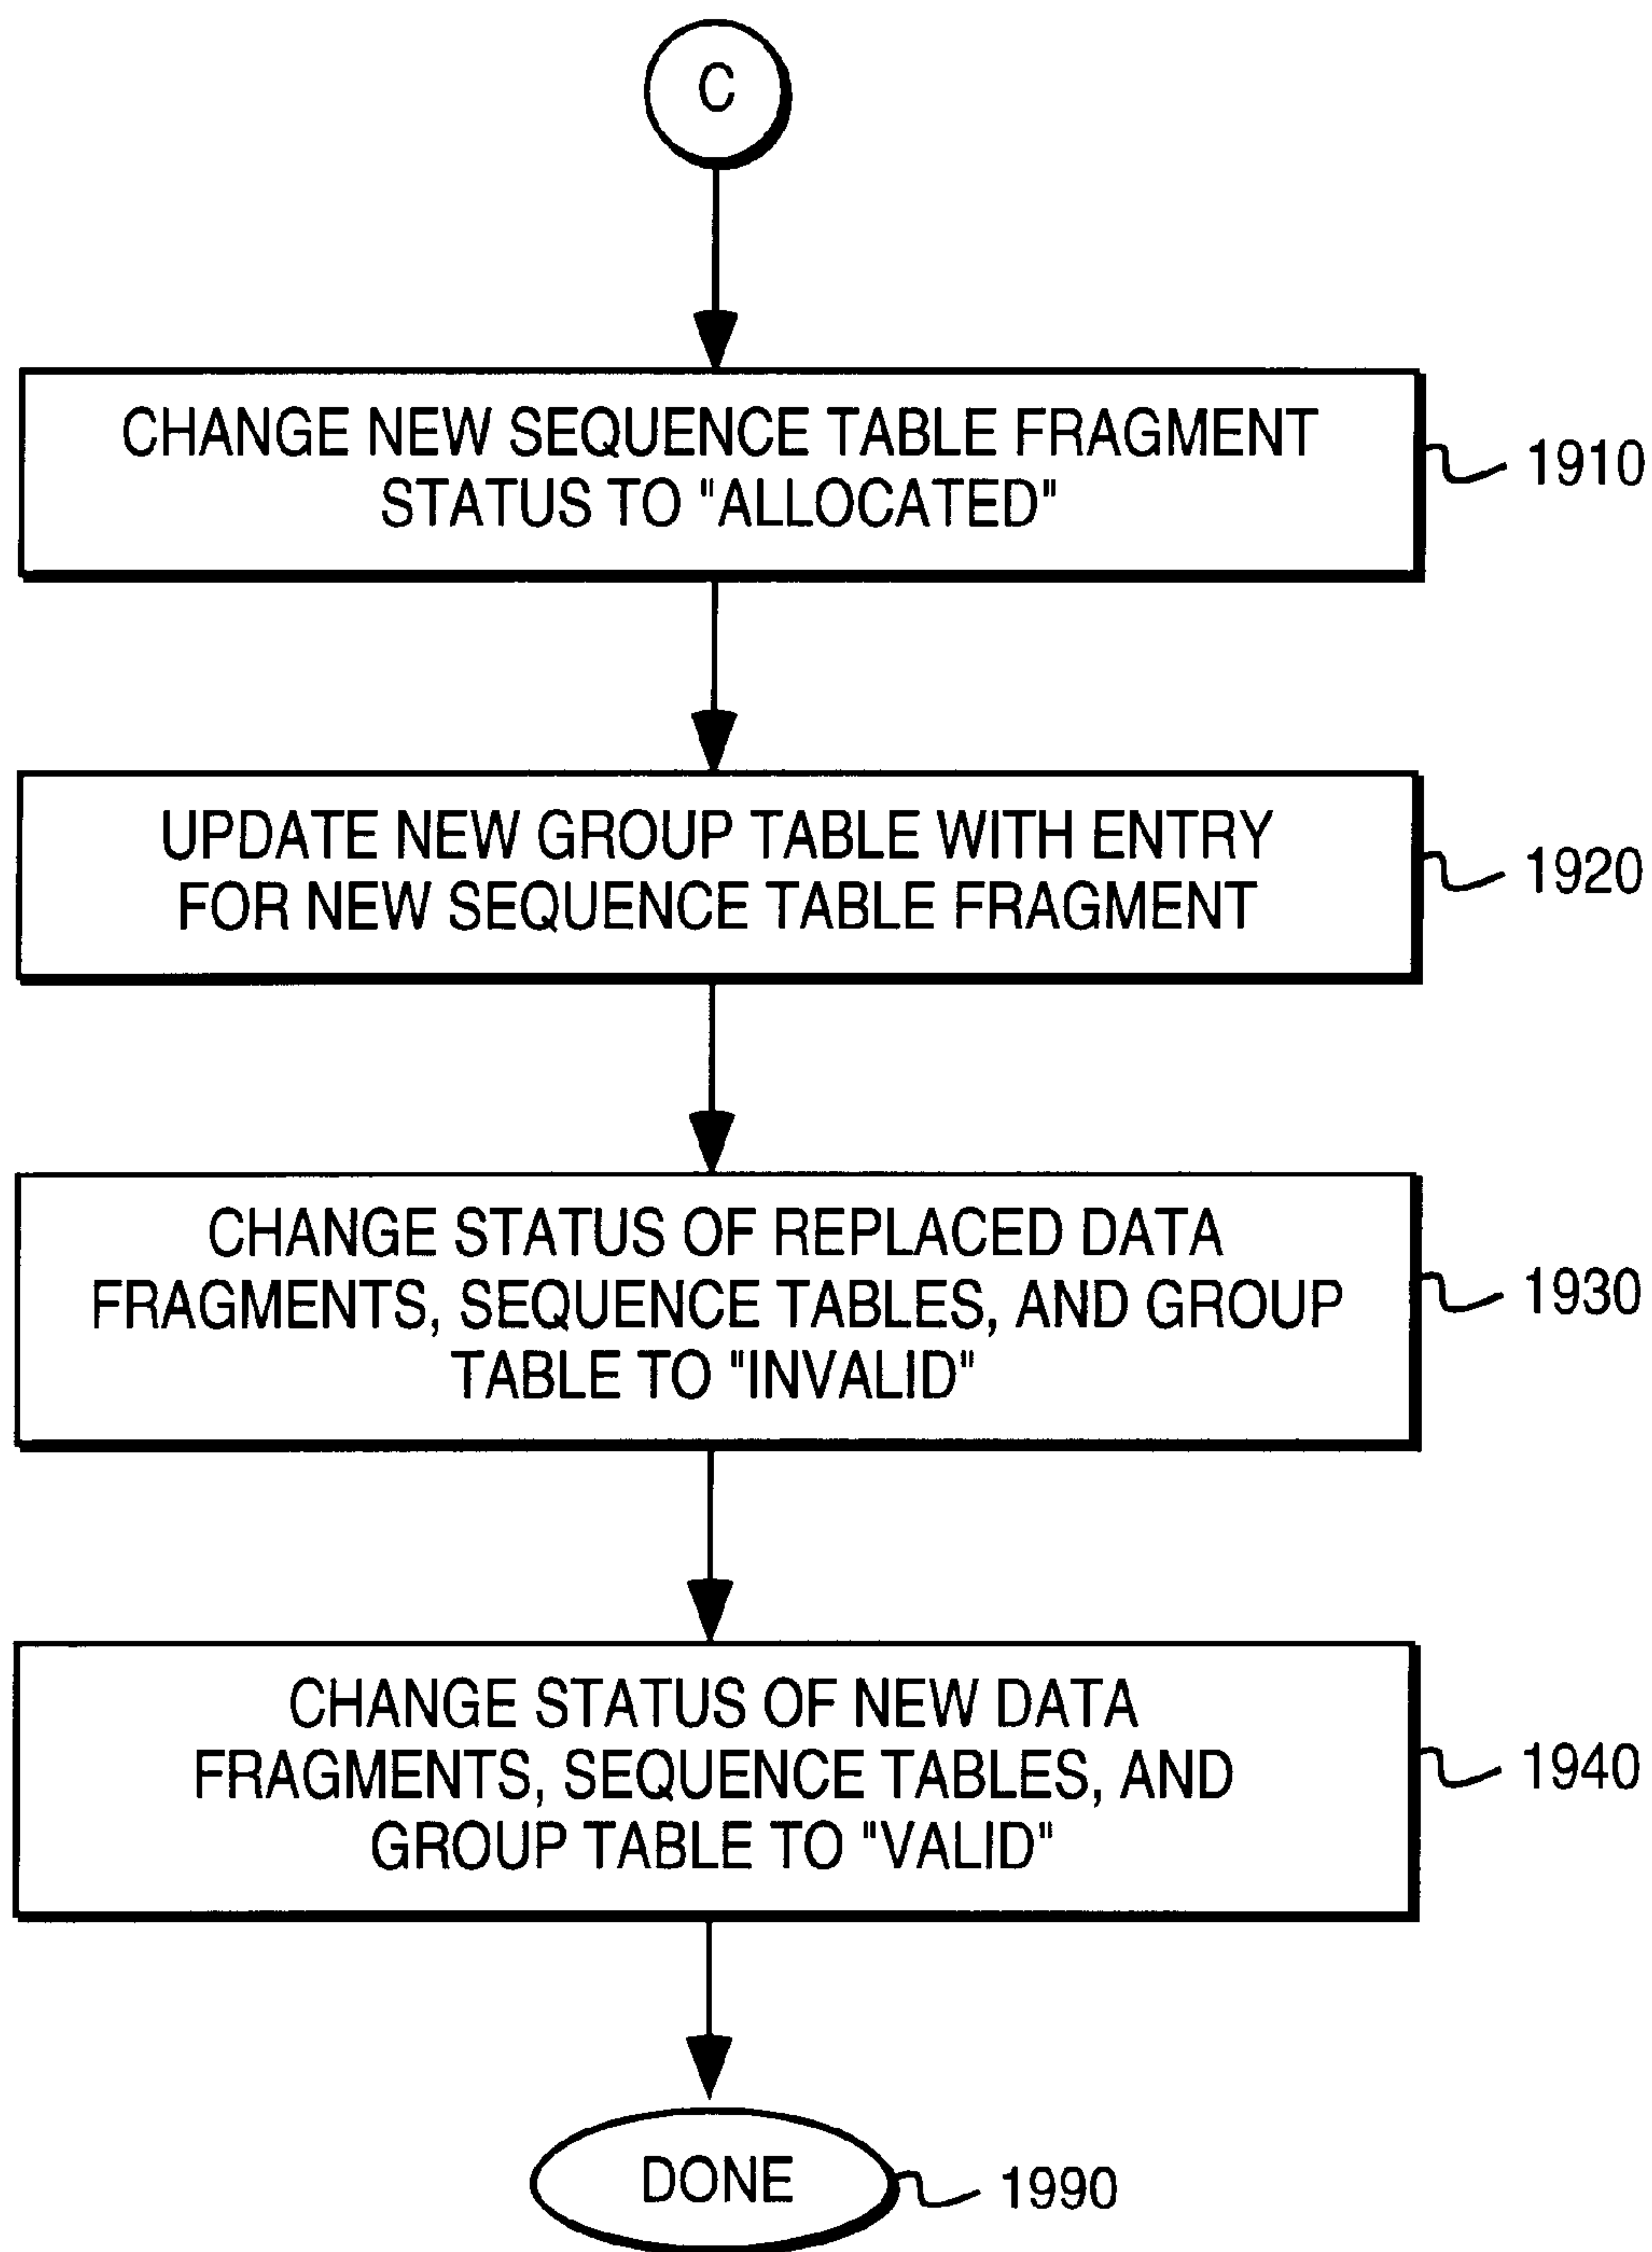 C
CHANGE NEW SEQUENCE TABLE FRAGMENT
STATUS TO "ALLOCATED"
1910
UPDATE NEW GROUP TABLE WITH ENTRY
FOR NEW SEQUENCE TABLE FRAGMENT
1920
CHANGE STATUS OF REPLACED DATA
FRAGMENTS, SEQUENCE TABLES, AND GROUP
TABLE TO "INVALID"
1930
CHANGE STATUS OF NEW DATA
FRAGMENTS, SEQUENCE TABLES, AND
GROUP TABLE TO "VALID"
1940
DONE
1990